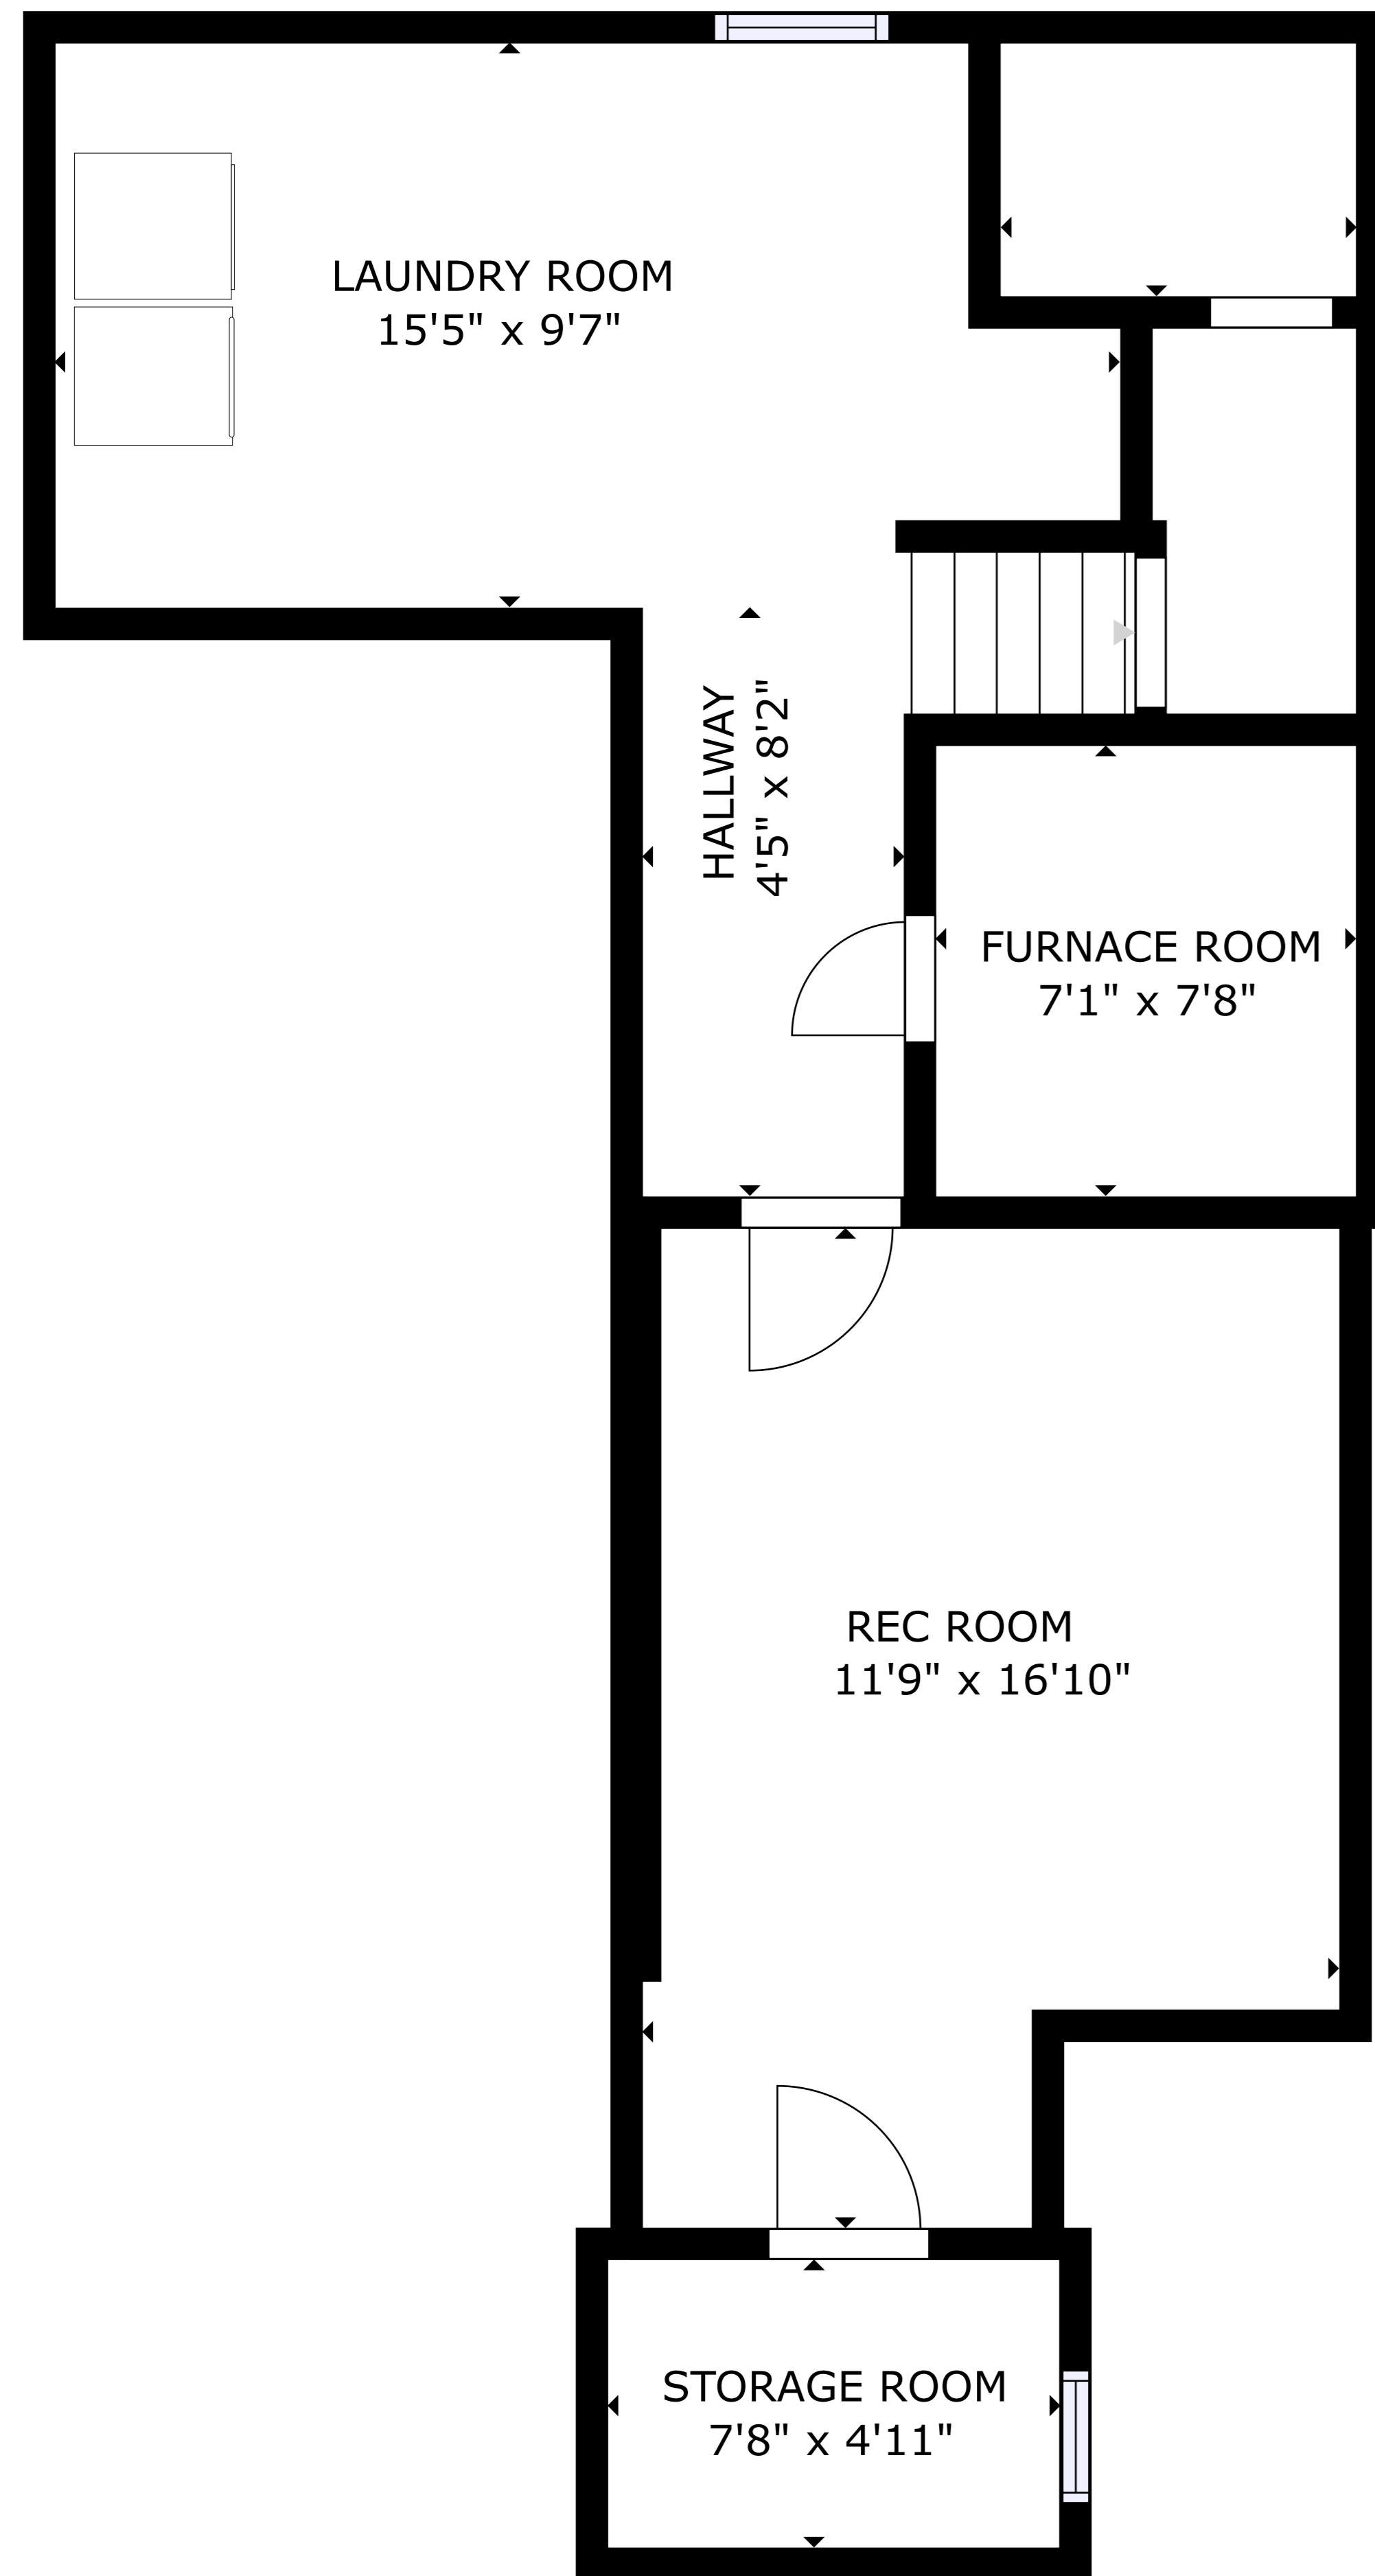 LAUNDRY ROOM
15'5" x 9'7"
HALLWAY
4'5" x 8'2"
FURNACE ROOM
7'1" x 7'8"
REC ROOM
11'9" x 16'10"
STORAGE ROOM
7'8" x 4'11"